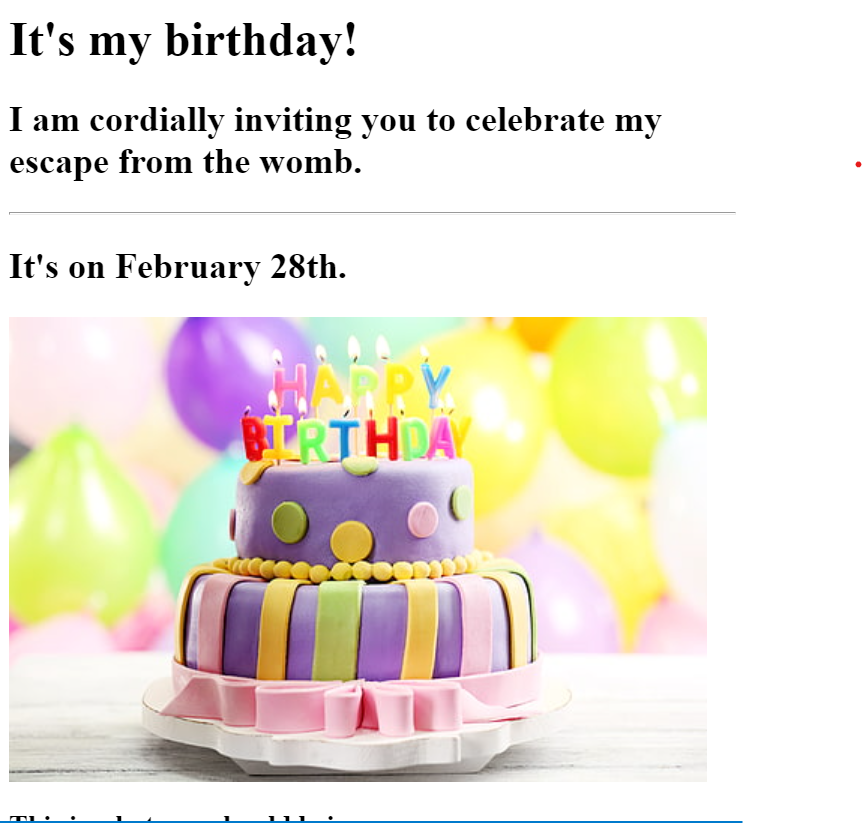 It's my birthday!
I am cordially inviting you to celebrate my
escape from the womb.
It's on February 28th.
HAPPY
BIRTHDAY